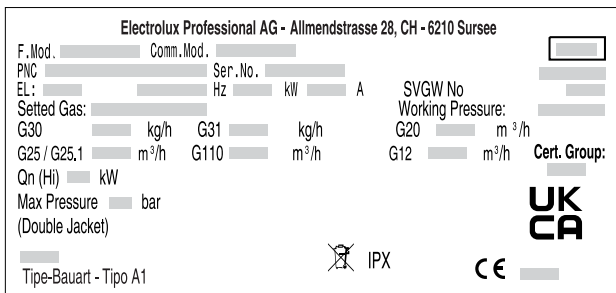 Electrolux Professional AG - Allmendstrasse 28, CH - 6210 Sursee
F.Mod. Comm.Mod.
PNC Ser.No.
EL: Hz kW A SVGW No
Setted Gas: Working Pressure:
G30 kg/h G31 kg/h G20 m³/h
G25 / G25.1 m³/h G110 m³/h G12 m³/h Cert. Group:
Qn (Hi) kW
Max Pressure bar
(Double Jacket)
UK
CA
IPX
CE
Tipe-Bauart - Tipo A1